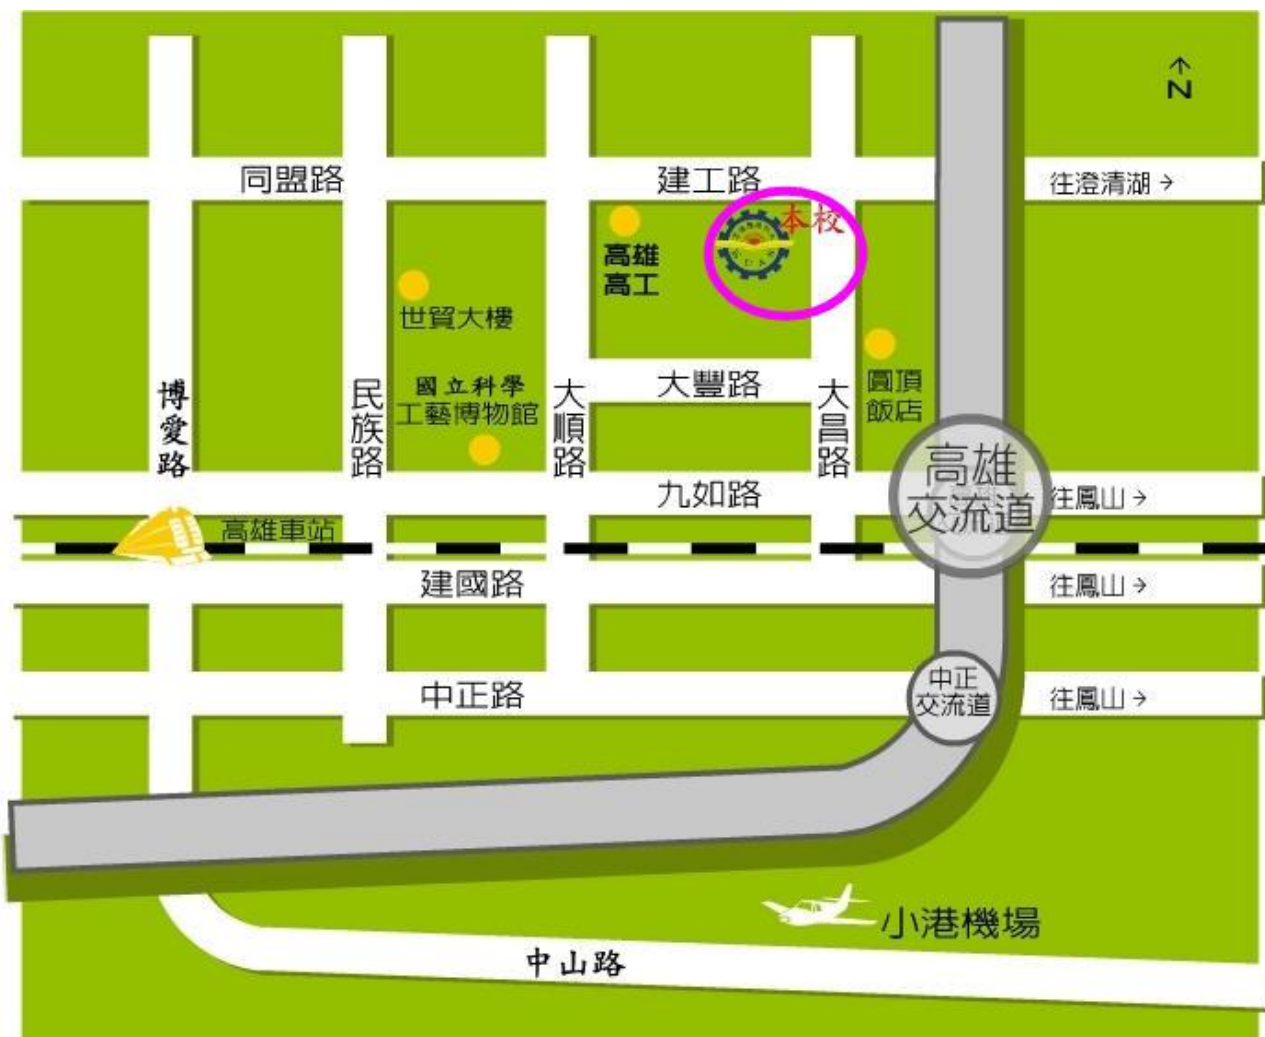 N
同盟路
建工路
往澄清湖→
本校
高雄
高工
世貿大樓
國立科學
工藝博物館
大豐路
圓頂
飯店
博愛路
民族路
大順路
大昌路
高雄
交流道
九如路
往鳳山→
高雄車站
建國路
往鳳山→
中正
交流道
中正路
往鳳山→
小港機場
中山路